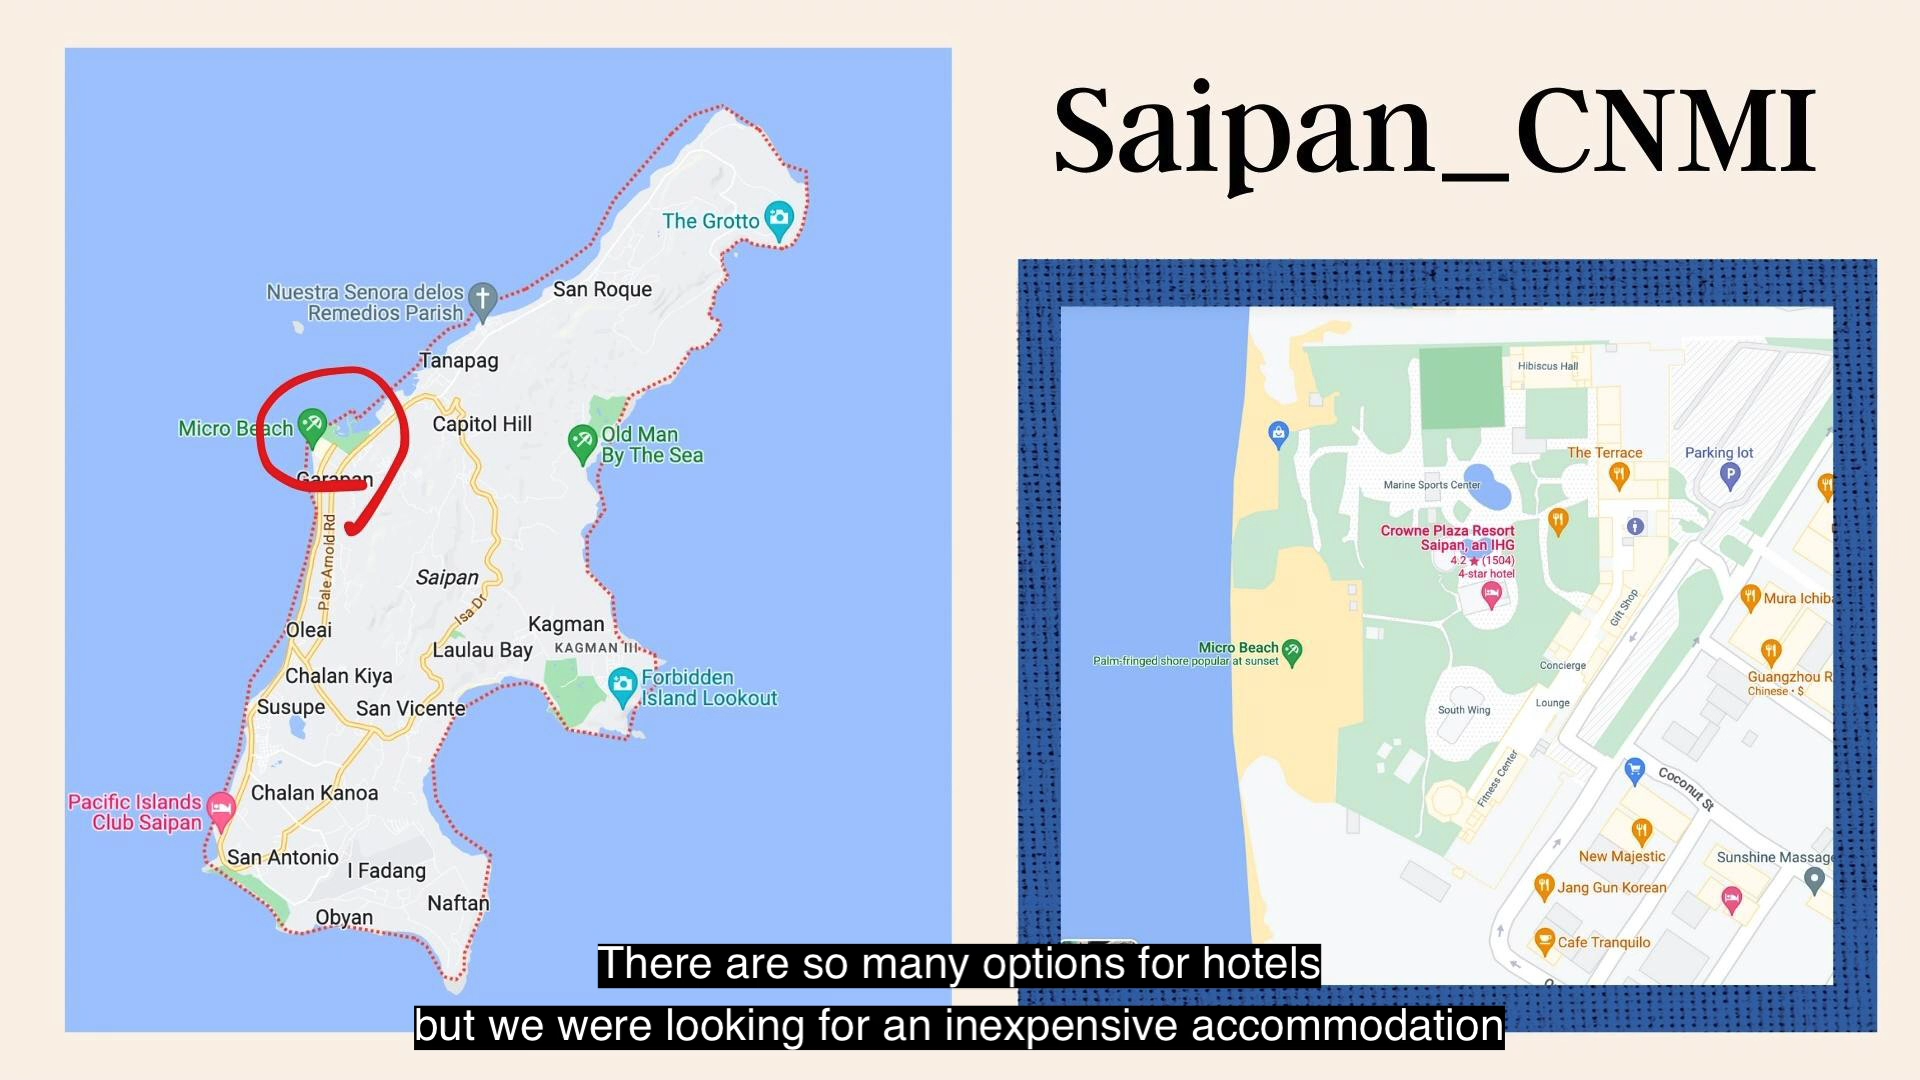 Saipan_CNMI
The Grotto
Nuestra Senora delos
Remedios Parish
San Roque
Tanapag
Micro Beach
Capitol Hill
Old Man
By The Sea
Garapan
Pale Arnold Rd
Saipan
Isa Dr
Oleai
Kagman
Laulau Bay
KAGMAN III
Chalan Kiya
Forbidden
Island Lookout
Susupe
San Vicente
Chalan Kanoa
Pacific Islands
Club Saipan
San Antonio
I Fadang
Naftan
Obyan
Hibiscus Hall
The Terrace
Parking lot
P
Marine Sports Center
Crowne Plaza Resort
Saipan, an IHG
4.2 ★ (1504)
4-star hotel
Mura Ichiba
Gift Shop
Micro Beach
Palm-fringed shore popular at sunset
Concierge
Guangzhou R
Chinese • $
Lounge
South Wing
Fitness Center
Coconut St
New Majestic
Sunshine Massage
Jang Gun Korean
Cafe Tranquilo
There are so many options for hotels
but we were looking for an inexpensive accommodation